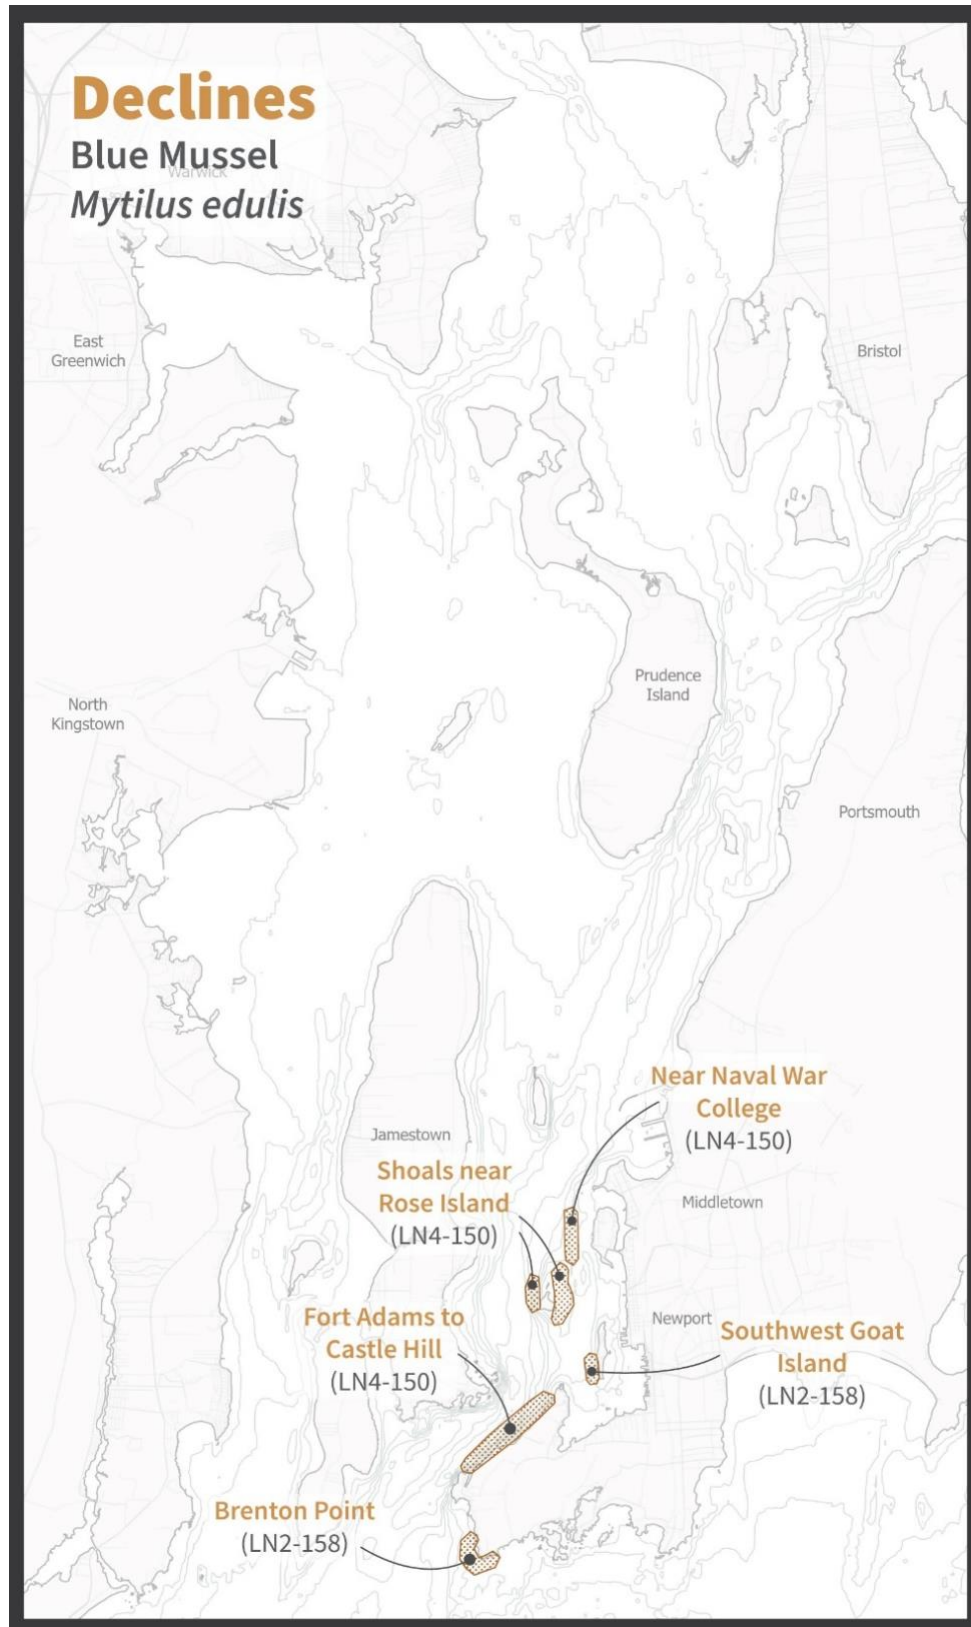 Declines
Blue Mussel
Warwick
Mytilus edulis
East
Greenwich
Bristol
Prudence
Island
North
Kingstown
Portsmouth
Near Naval War
College
(LN4-150)
Jamestown
Shoals near
Rose Island
(LN4-150)
Middletown
Fort Adams to
Castle Hill
(LN4-150)
Newport
Southwest Goat
Island
(LN2-158)
Brenton Point
(LN2-158)